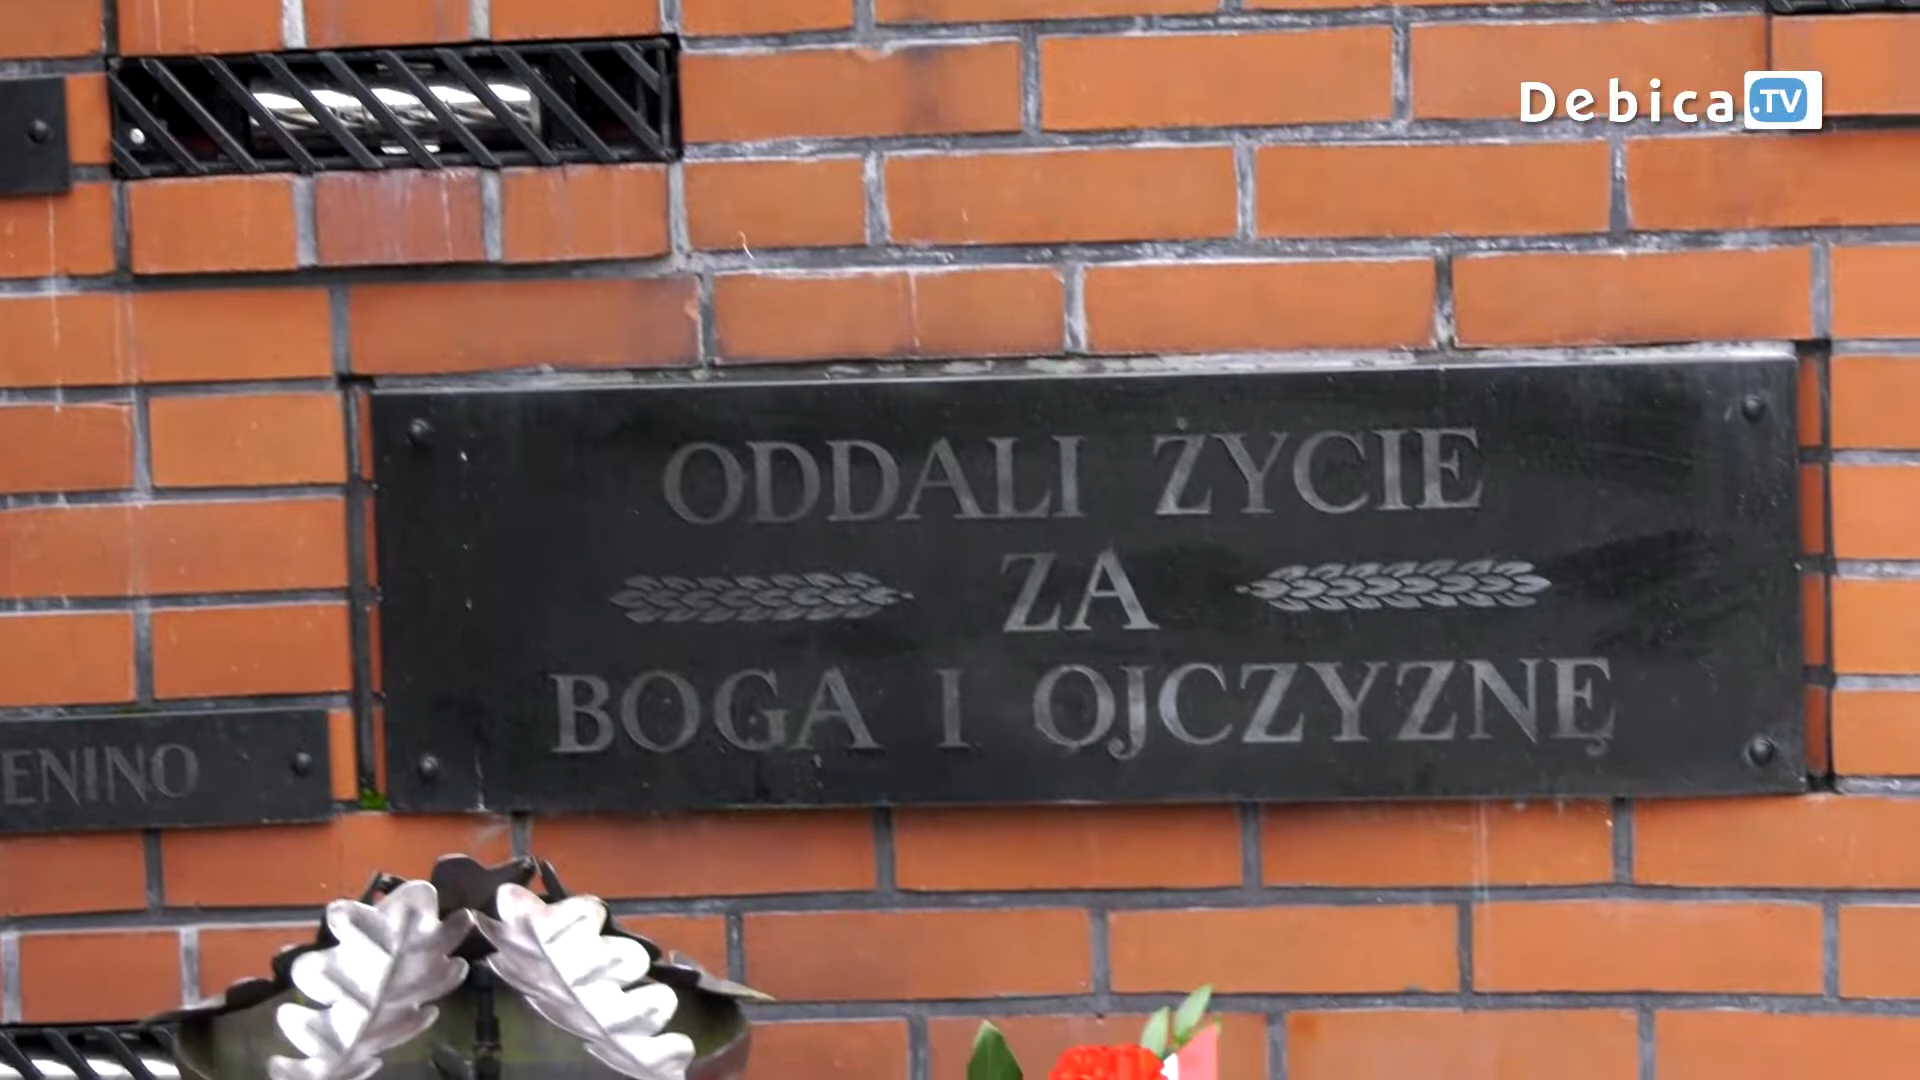 Debica.TV
ODDALI ŻYCIE
ZA
BOGA I OJCZYZNĘ
ENINO